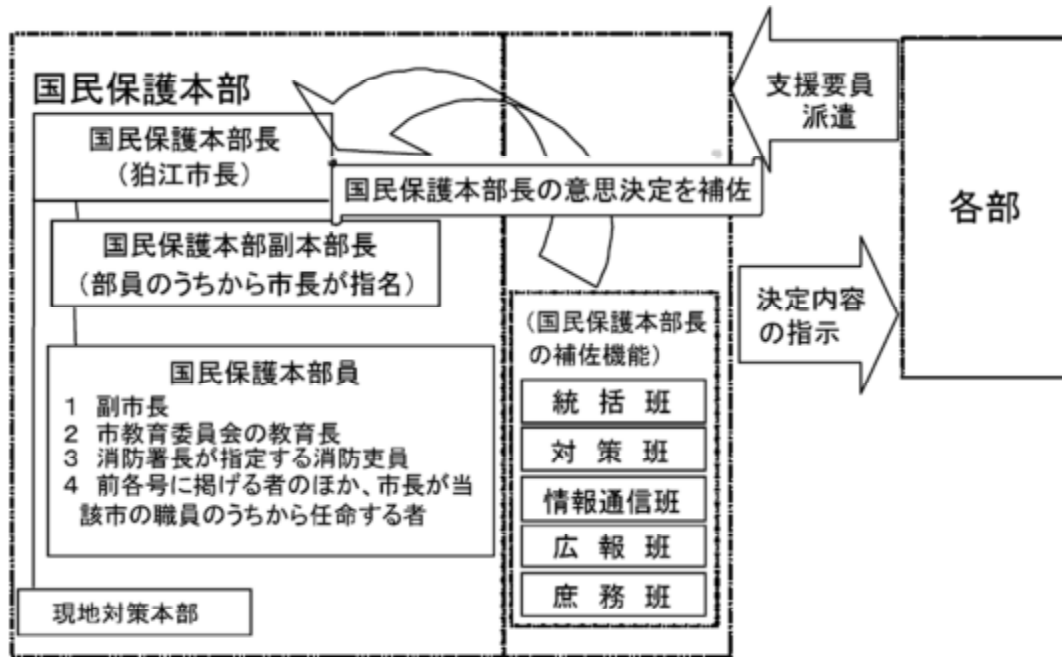 国民保護本部
国民保護本部長
(狛江市長)
国民保護本部長の意思決定を補佐
国民保護本部副本部長
(部員のうちから市長が指名)
国民保護本部員
1 副市長
2 市教育委員会の教育長
3 消防署長が指定する消防吏員
4 前各号に掲げる者のほか、市長が当
該市の職員のうちから任命する者
現地対策本部
(国民保護本部長
の補佐機能)
統括班
対策班
情報通信班
広報班
庶務班
支援要員
派遣
決定内容
の指示
各部